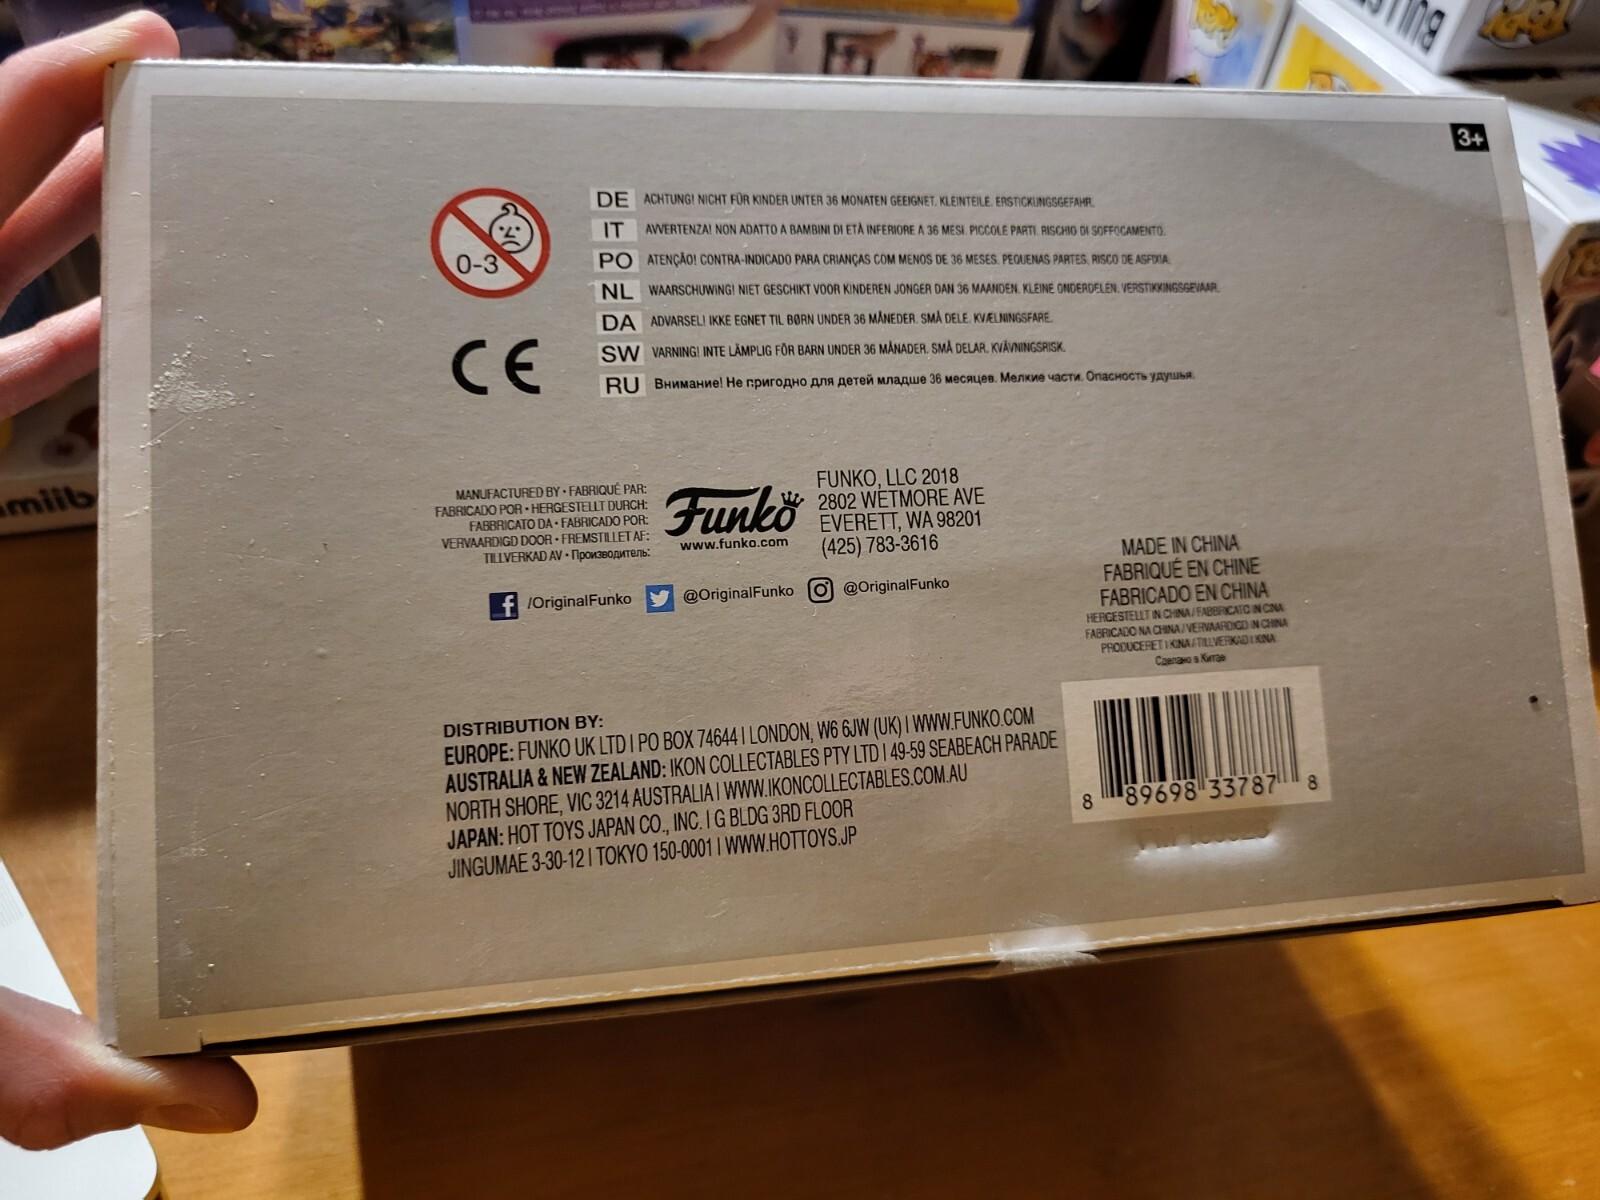 3+
0-3
DE ACHTUNG! NICHT FÜR KINDER UNTER 36 MONATEN GEEIGNET. KLEINTEILE. ERSTICKUNGSGEFAHR.
IT AVVERTENZA! NON ADATTO A BAMBINI DI ETÀ INFERIORE A 36 MESI. PICCOLE PARTI. RISCHIO DI SOFFOCAMENTO.
PO ATENÇÃO! CONTRA-INDICADO PARA CRIANÇAS COM MENOS DE 36 MESES. PEQUENAS PARTES. RISCO DE ASFIXIA.
NL WAARSCHUWING! NIET GESCHIKT VOOR KINDEREN JONGER DAN 36 MAANDEN. KLEINE ONDERDELEN. VERSTIKKINGSGEVAAR.
DA ADVARSEL! IKKE EGNET TIL BØRN UNDER 36 MÅNEDER. SMÅ DELE. KVÆLNINGSFARE.
SW VARNING! INTE LÄMPLIG FÖR BARN UNDER 36 MÅNADER. SMÅ DELAR. KVÄVNINGSRISK.
RU Внимание! Не пригодно для детей младше 36 месяцев. Мелкие части. Опасность удушья.
CE
MANUFACTURED BY • FABRIQUÉ PAR:
FABRICADO POR • HERGESTELLT DURCH:
FABBRICATO DA • FABRICADO POR:
VERVAARDIGD DOOR • FREMSTILLET AF:
TILLVERKAD AV • Производитель:
Funko
www.funko.com
FUNKO, LLC 2018
2802 WETMORE AVE
EVERETT, WA 98201
(425) 783-3616
/OriginalFunko @OriginalFunko @OriginalFunko
MADE IN CHINA
FABRIQUÉ EN CHINE
FABRICADO EN CHINA
HERGESTELLT IN CHINA / FABBRICATO IN CINA
FABRICADO NA CHINA / VERVAARDIGD IN CHINA
PRODUCERET I KINA / TILLVERKAD I KINA
Сделано в Китае
DISTRIBUTION BY:
EUROPE: FUNKO UK LTD | PO BOX 74644 | LONDON, W6 6JW (UK) | WWW.FUNKO.COM
AUSTRALIA & NEW ZEALAND: IKON COLLECTABLES PTY LTD | 49-59 SEABEACH PARADE
NORTH SHORE, VIC 3214 AUSTRALIA | WWW.IKONCOLLECTABLES.COM.AU
JAPAN: HOT TOYS JAPAN CO., INC. | G BLDG 3RD FLOOR
JINGUMAE 3-30-12 | TOKYO 150-0001 | WWW.HOTTOYS.JP
8 89698 33787 8
amiib